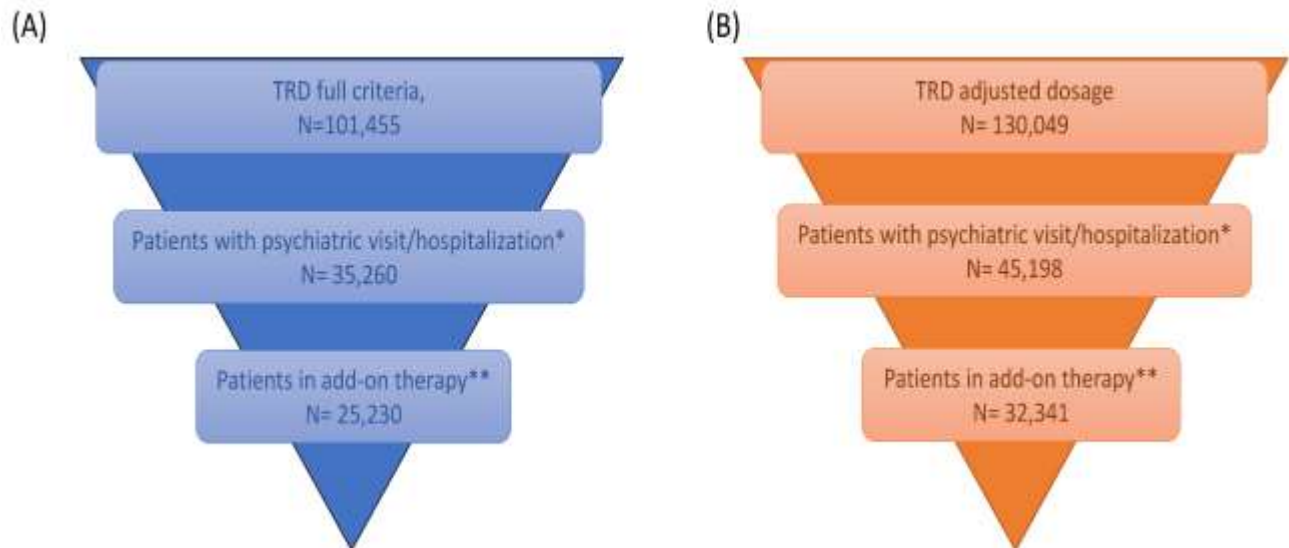 (A)
TRD full criteria,
N=101,455
Patients with psychiatric visit/hospitalization*
N= 35,260
Patients in add-on therapy**
N= 25,230
(B)
TRD adjusted dosage
N= 130,049
Patients with psychiatric visit/hospitalization*
N= 45,198
Patients in add-on therapy**
N= 32,341